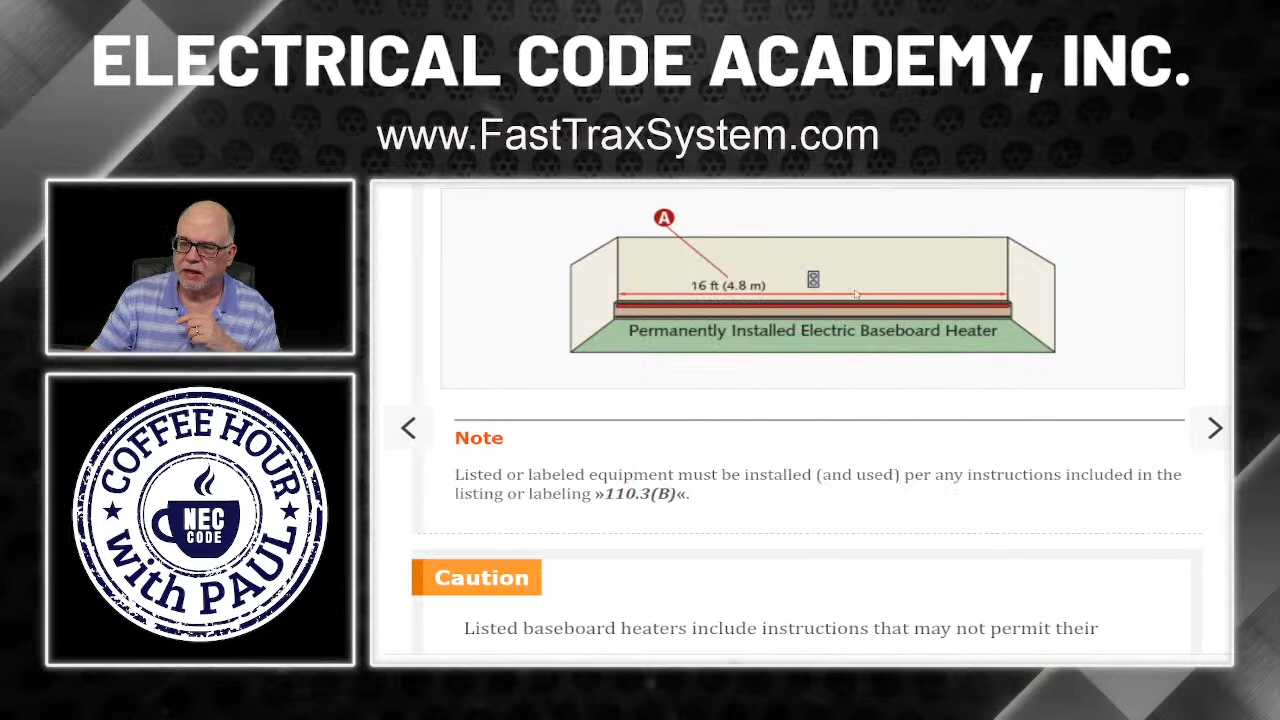 ELECTRICAL CODE ACADEMY, INC.
www.FastTraxSystem.com
A
16 ft (4.8 m)
Permanently Installed Electric Baseboard Heater
Note
Listed or labeled equipment must be installed (and used) per any instructions included in the
listing or labeling »110.3(B)«.
Caution
Listed baseboard heaters include instructions that may not permit their
COFFEE HOUR
NEC
CODE
with PAUL